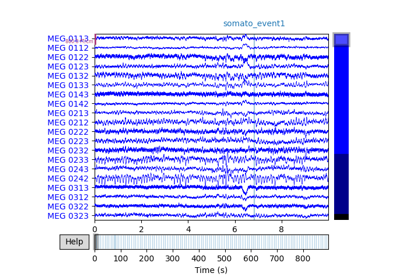 somato_event1
MEG 0113
MEG 0112
MEG 0122
MEG 0123
MEG 0132
MEG 0133
MEG 0143
MEG 0142
MEG 0213
MEG 0212
MEG 0222
MEG 0223
MEG 0232
MEG 0233
MEG 0243
MEG 0242
MEG 0313
MEG 0312
MEG 0322
MEG 0323
0 2 4 6 8
Help
0 100 200 300 400 500 600 700 800
Time (s)